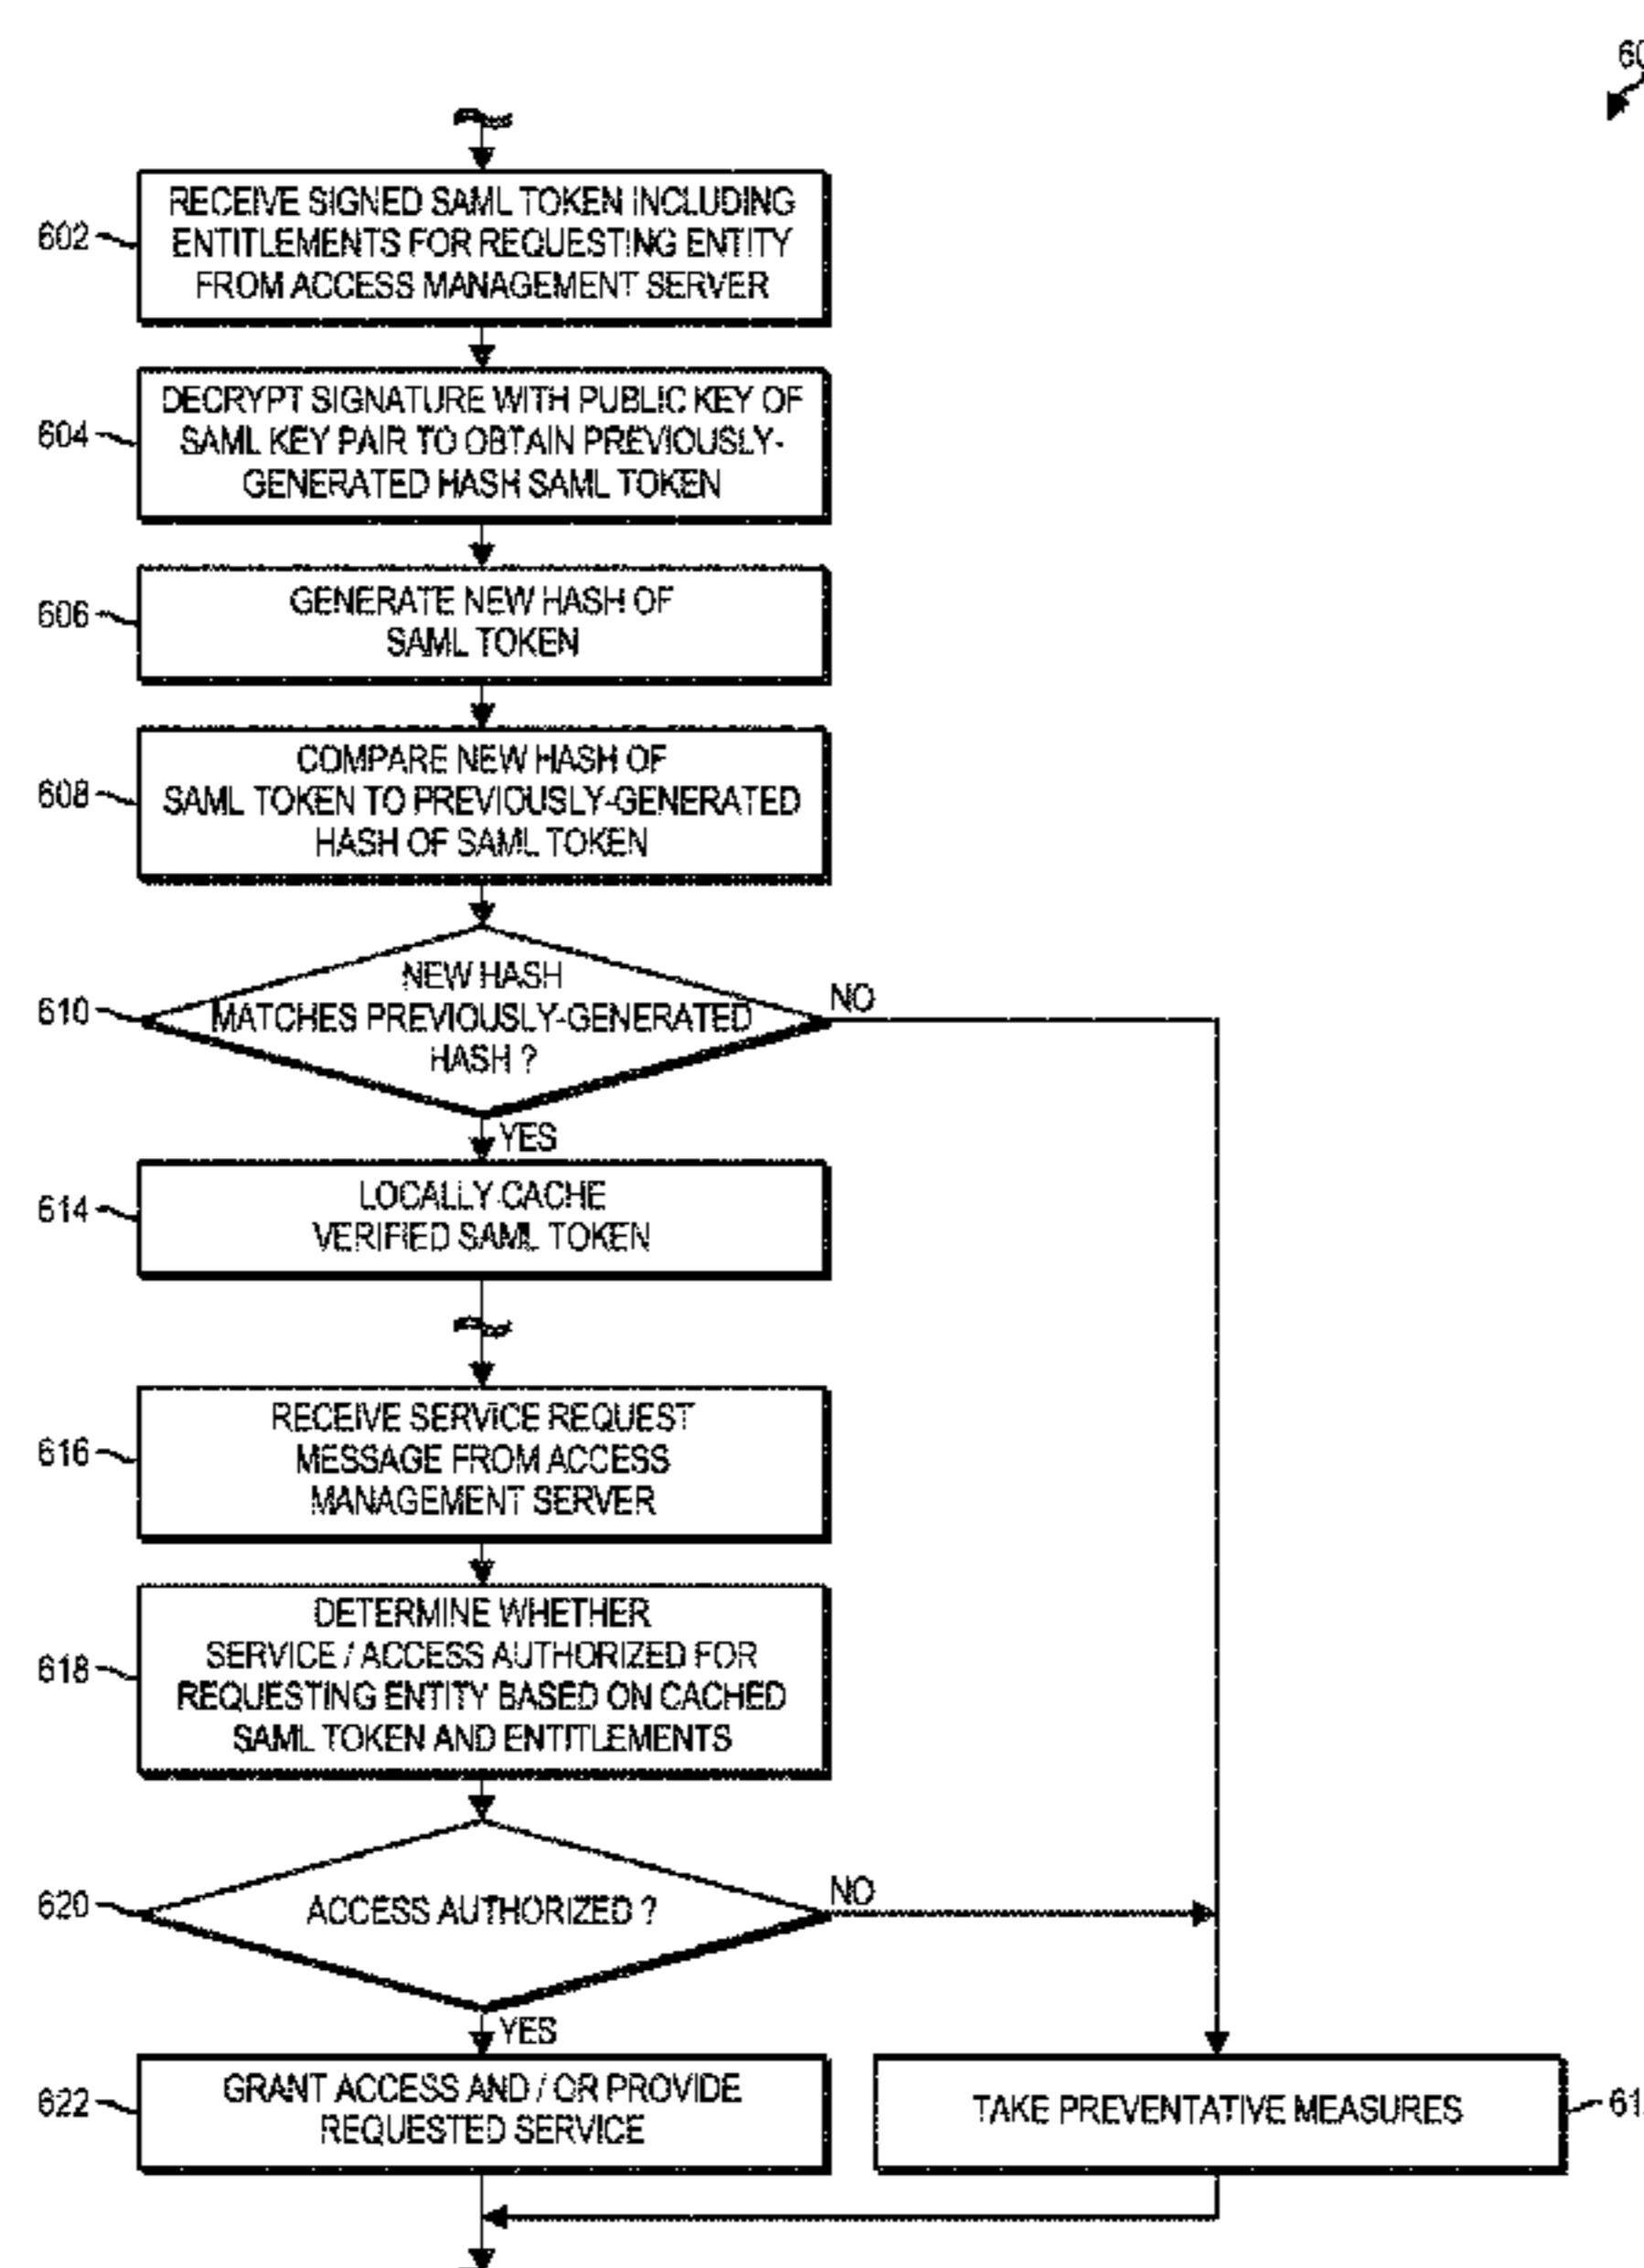 60
602
RECEIVE SIGNED SAML TOKEN INCLUDING
ENTITLEMENTS FOR REQUESTING ENTITY
FROM ACCESS MANAGEMENT SERVER
604
DECRYPT SIGNATURE WITH PUBLIC KEY OF
SAML KEY PAIR TO OBTAIN PREVIOUSLY-
GENERATED HASH SAML TOKEN
606
GENERATE NEW HASH OF
SAML TOKEN
608
COMPARE NEW HASH OF
SAML TOKEN TO PREVIOUSLY-GENERATED
HASH OF SAML TOKEN
610
NEW HASH
MATCHES PREVIOUSLY-GENERATED
HASH ?
NO
YES
614
LOCALLY-CACHE
VERIFIED SAML TOKEN
616
RECEIVE SERVICE REQUEST
MESSAGE FROM ACCESS
MANAGEMENT SERVER
618
DETERMINE WHETHER
SERVICE / ACCESS AUTHORIZED FOR
REQUESTING ENTITY BASED ON CACHED
SAML TOKEN AND ENTITLEMENTS
620
ACCESS AUTHORIZED ?
NO
YES
622
GRANT ACCESS AND / OR PROVIDE
REQUESTED SERVICE
TAKE PREVENTATIVE MEASURES
61